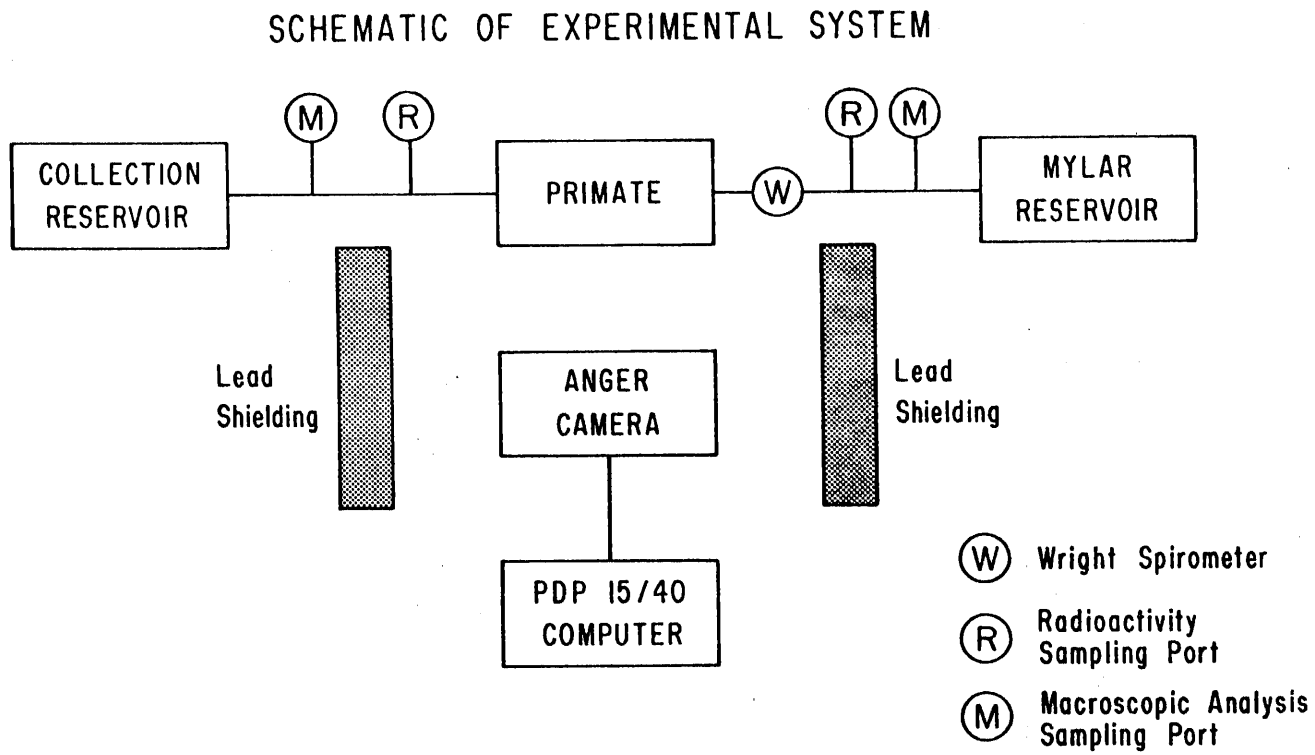 SCHEMATIC OF EXPERIMENTAL SYSTEM
M
R
R
M
COLLECTION
RESERVOIR
PRIMATE
W
MYLAR
RESERVOIR
Lead
Shielding
ANGER
CAMERA
Lead
Shielding
PDP 15/40
COMPUTER
W Wright Spirometer
R Radioactivity
Sampling Port
M Macroscopic Analysis
Sampling Port